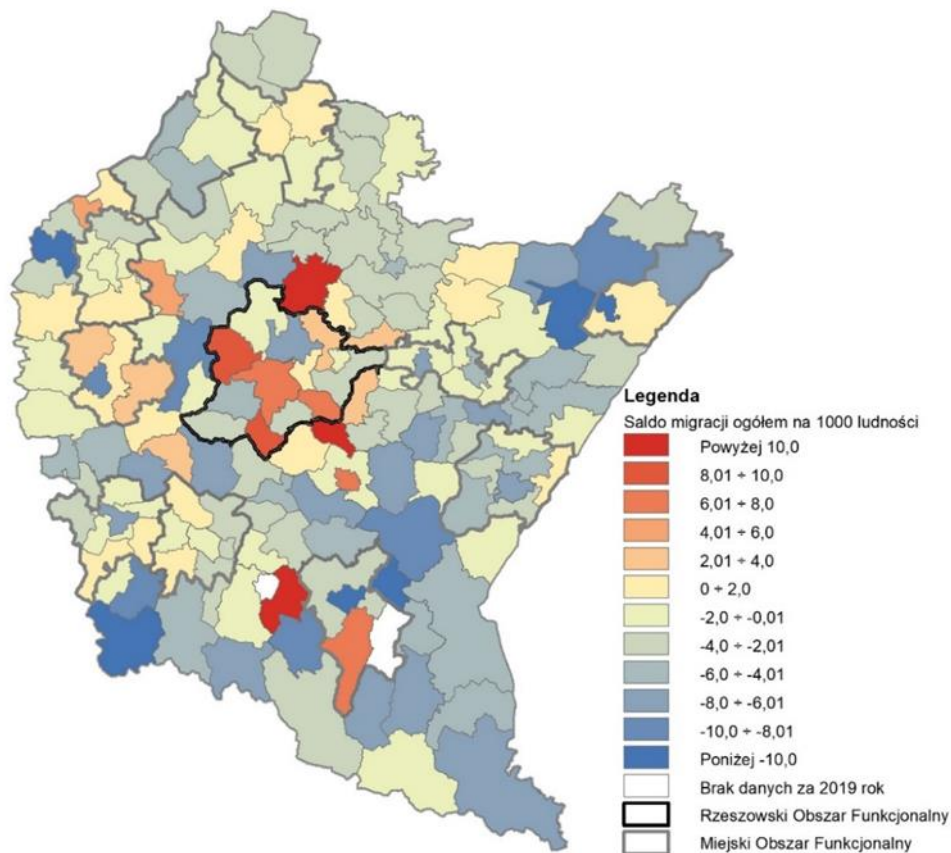 Legenda
Saldo migracji ogółem na 1000 ludności
Powyżej 10,0
8,01 ÷ 10,0
6,01 ÷ 8,0
4,01 ÷ 6,0
2,01 ÷ 4,0
0 ÷ 2,0
-2,0 ÷ -0,01
-4,0 ÷ -2,01
-6,0 ÷ -4,01
-8,0 ÷ -6,01
-10,0 ÷ -8,01
Poniżej -10,0
Brak danych za 2019 rok
Rzeszowski Obszar Funkcjonalny
Miejski Obszar Funkcjonalny